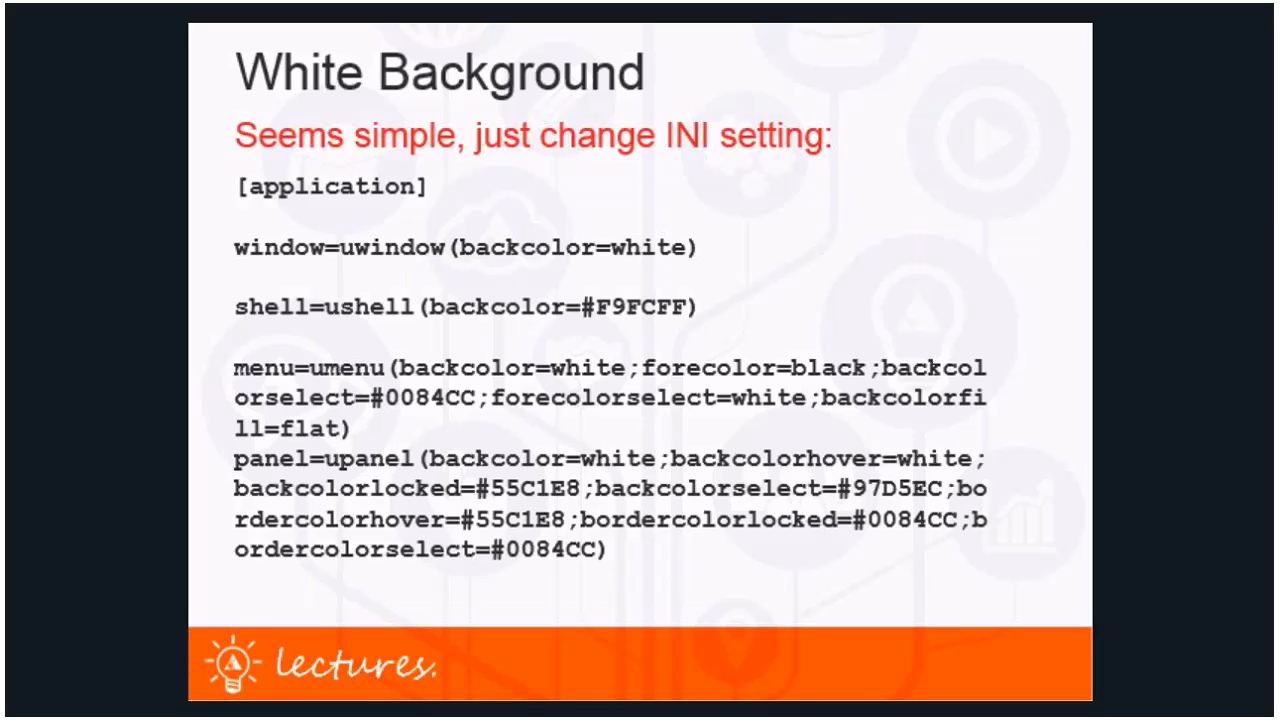 White Background
Seems simple, just change INI setting:
[application]
window=uwindow(backcolor=white)
shell=ushell(backcolor=#F9FCFF)
menu=umenu(backcolor=white;forecolor=black;backcol
orselect=#0084CC;forecolorselect=white;backcolorfi
ll=flat)
panel=upanel(backcolor=white;backcolorhover=white;
backcolorlocked=#55C1E8;backcolorselect=#97D5EC;bo
rdercolorhover=#55C1E8;bordercolorlocked=#0084CC;b
ordercolorselect=#0084CC)
lectures.